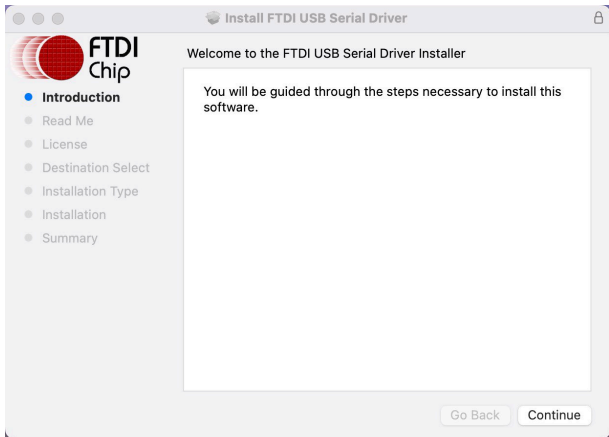 Install FTDI USB Serial Driver
FTDI
Chip
Welcome to the FTDI USB Serial Driver Installer
Introduction
Read Me
License
Destination Select
Installation Type
Installation
Summary
You will be guided through the steps necessary to install this
software.
Go Back
Continue